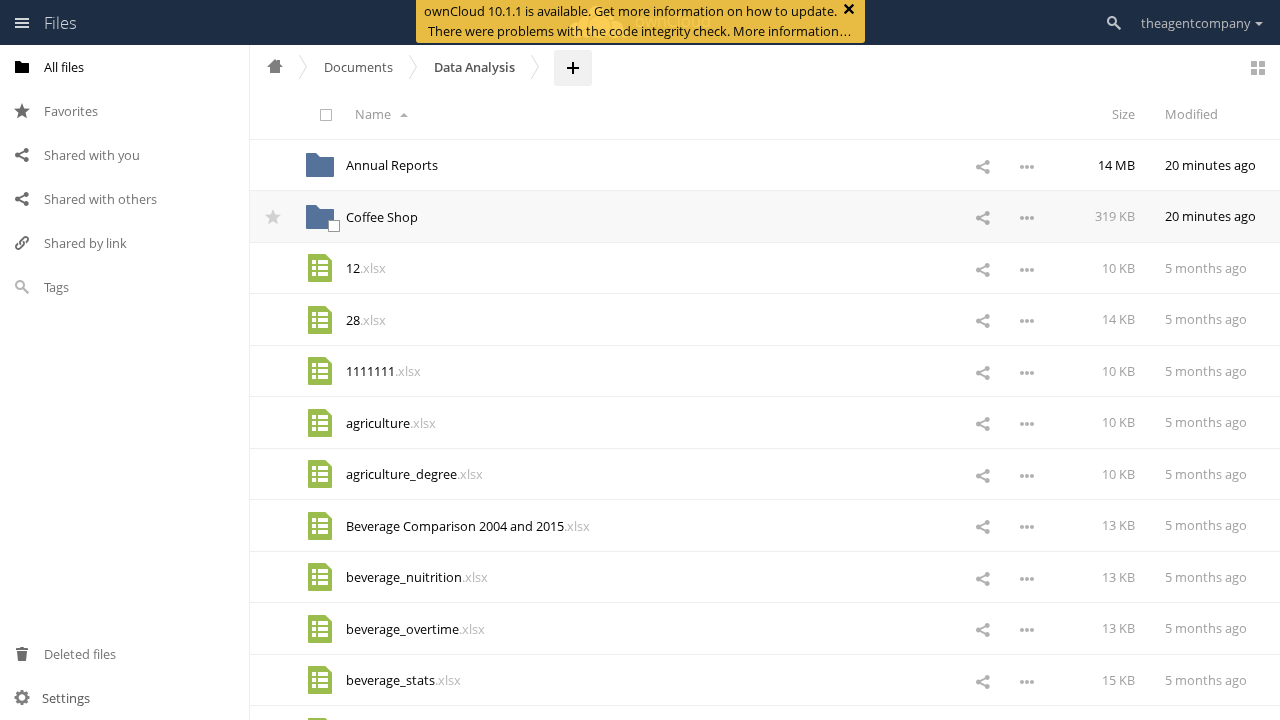 Files
ownCloud 10.1.1 is available. Get more information on how to update.
There were problems with the code integrity check. More information…
theagentcompany
All files
Favorites
Shared with you
Shared with others
Shared by link
Tags
Deleted files
Settings
Documents
Data Analysis
Name
Size
Modified
Annual Reports 14 MB 20 minutes ago
Coffee Shop 319 KB 20 minutes ago
12.xlsx 10 KB 5 months ago
28.xlsx 14 KB 5 months ago
1111111.xlsx 10 KB 5 months ago
agriculture.xlsx 10 KB 5 months ago
agriculture_degree.xlsx 10 KB 5 months ago
Beverage Comparison 2004 and 2015.xlsx 13 KB 5 months ago
beverage_nuitrition.xlsx 13 KB 5 months ago
beverage_overtime.xlsx 13 KB 5 months ago
beverage_stats.xlsx 15 KB 5 months ago